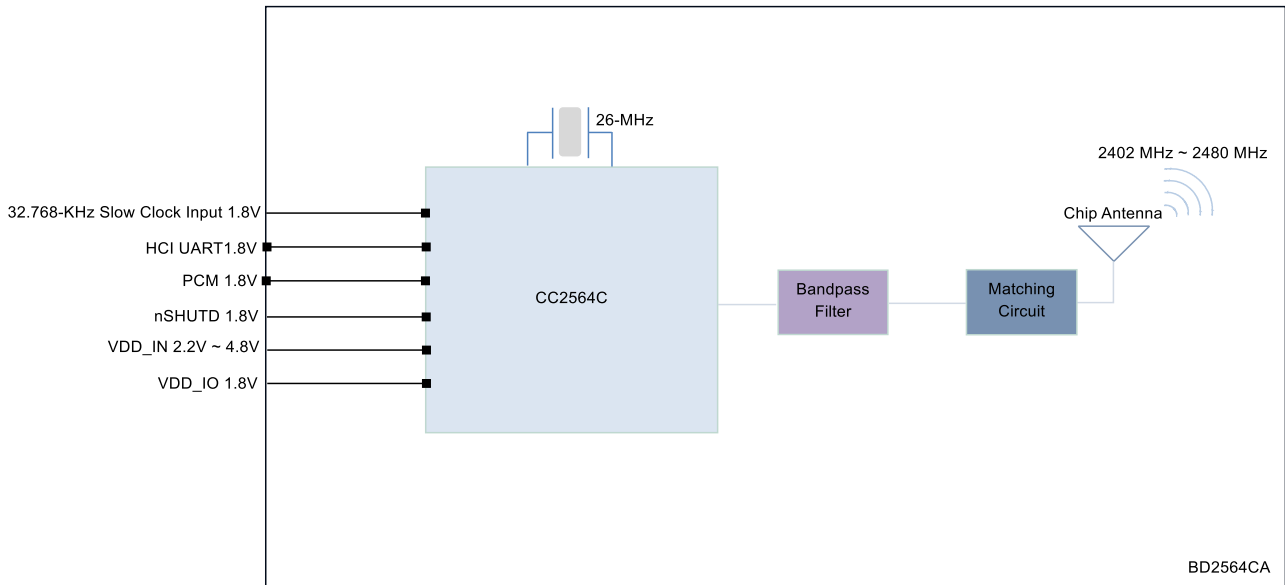 26-MHz
2402 MHz ~ 2480 MHz
Chip Antenna
32.768-KHz Slow Clock Input 1.8V
HCI UART1.8V
PCM 1.8V
nSHUTD 1.8V
VDD_IN 2.2V ~ 4.8V
VDD_IO 1.8V
CC2564C
Bandpass
Filter
Matching
Circuit
BD2564CA